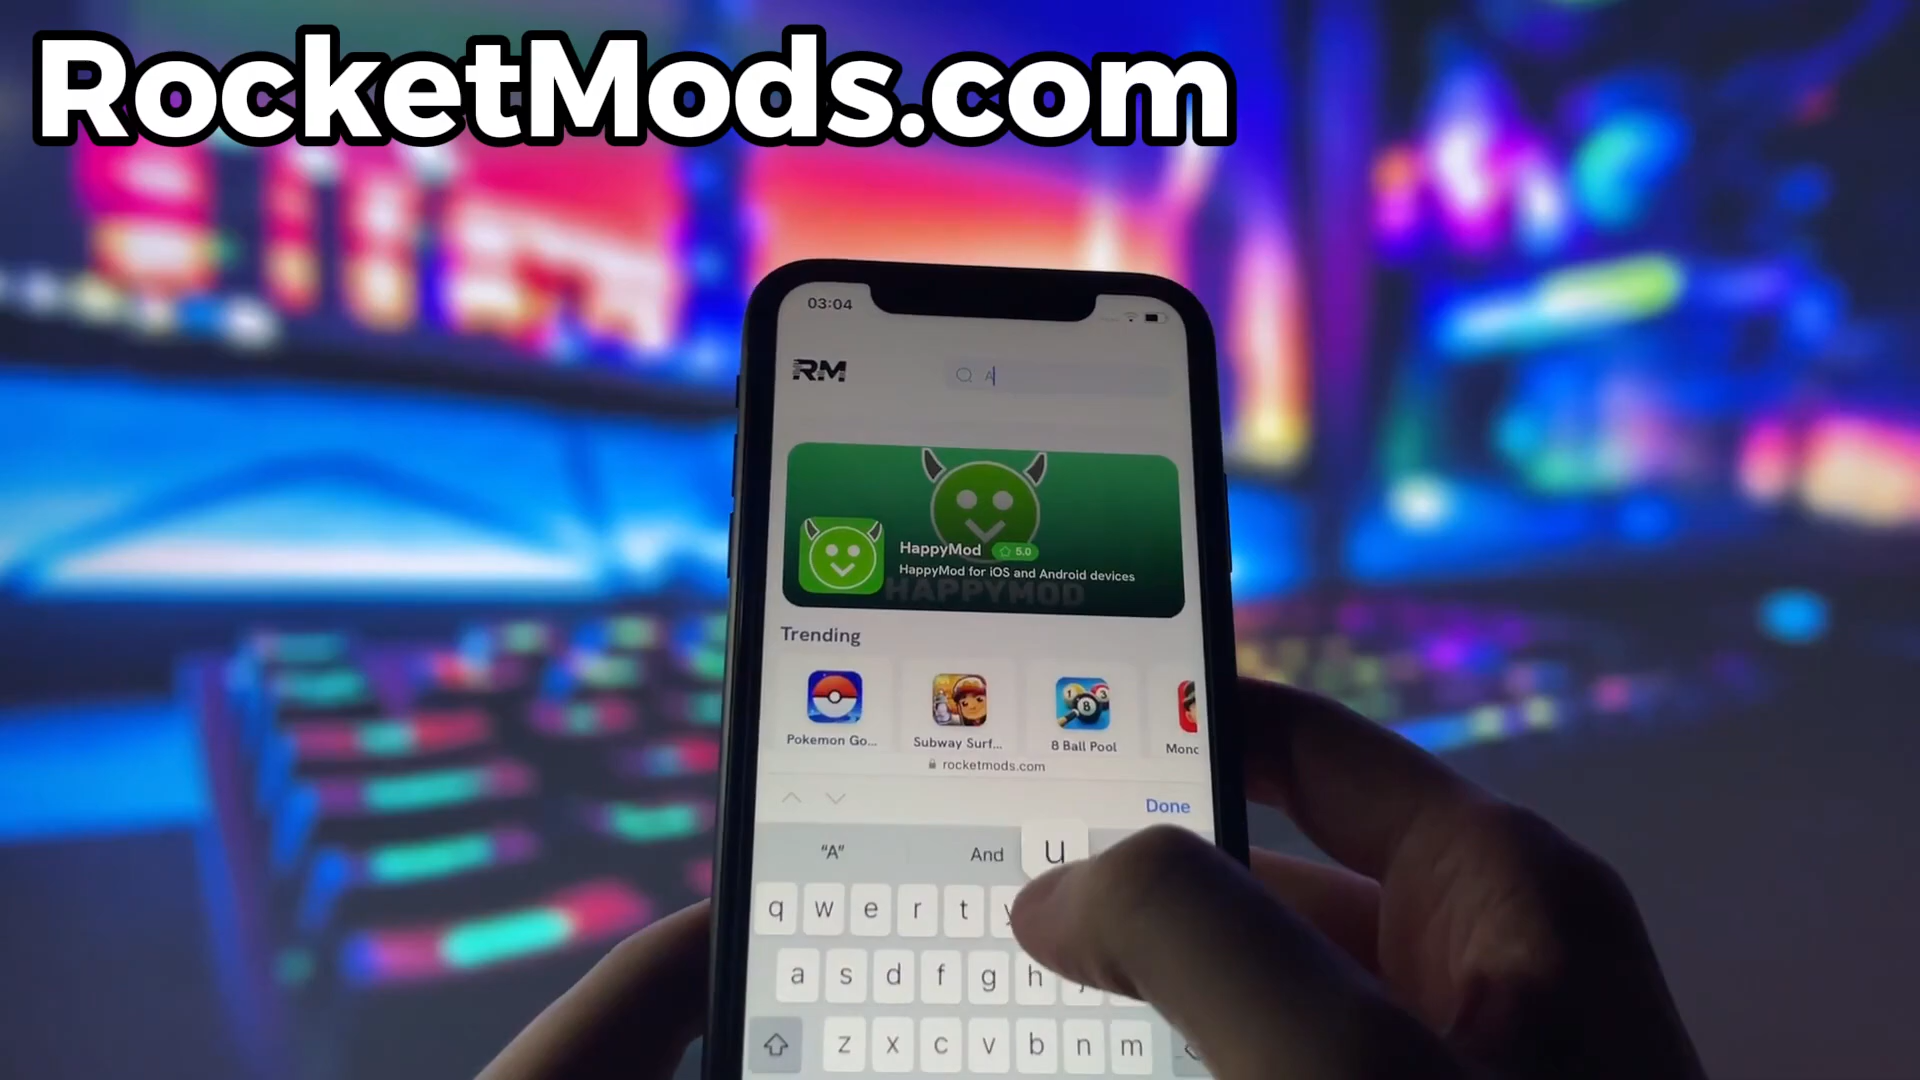 RocketMods.com
03:04
RM
A
HappyMod 5.0
HappyMod for iOS and Android devices
HAPPYMOD
Trending
Pokemon Go...
Subway Surf...
8 Ball Pool
Mono
rocketmods.com
Done
“A”
And
u
q w e r t y
a s d f g h j
z x c v b n m